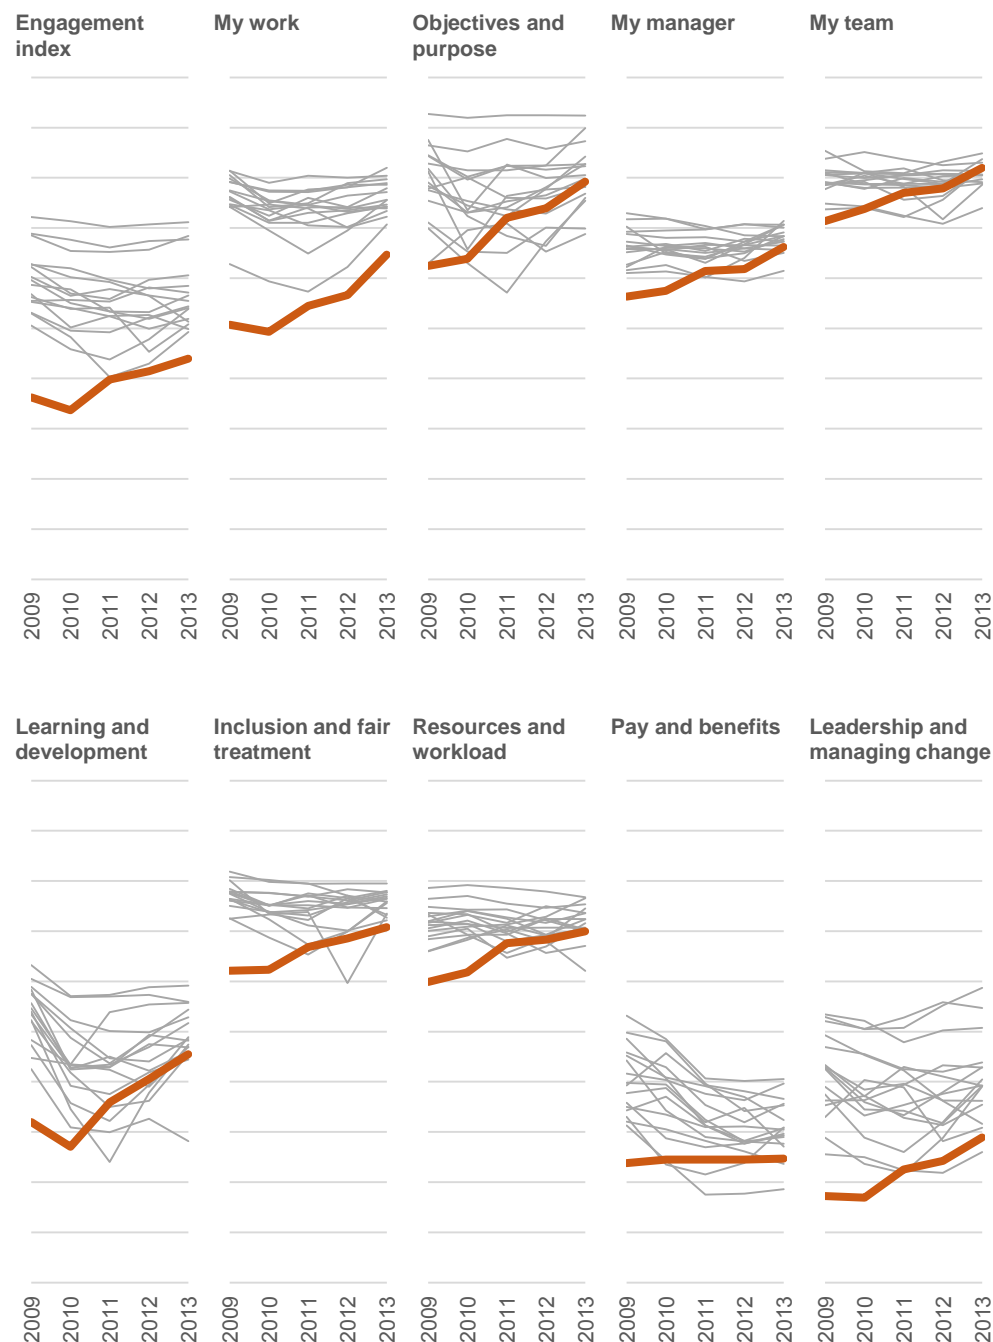 Engagement
index
My work
Objectives and
purpose
My manager
My team
2009 2010 2011 2012 2013
2009 2010 2011 2012 2013
2009 2010 2011 2012 2013
2009 2010 2011 2012 2013
2009 2010 2011 2012 2013
Learning and
development
Inclusion and fair
treatment
Resources and
workload
Pay and benefits
Leadership and
managing change
2009 2010 2011 2012 2013
2009 2010 2011 2012 2013
2009 2010 2011 2012 2013
2009 2010 2011 2012 2013
2009 2010 2011 2012 2013